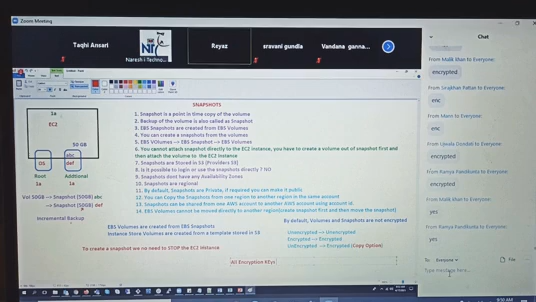 Zoom Meeting
Taqhi Ansari
Naresh i Techno...
Reyaz
sravani gundla
Vandana ganna...
Chat
From Malik khan to Everyone:
encrypted
From Sirajkhan Pattan to Everyone:
enc
From Mano to Everyone:
enc
encrypted
From Kanya Pandikunta to Everyone:
encrypted
From Malik khan to Everyone:
yes
From Kanya Pandikunta to Everyone:
yes
To: Everyone
File
Type message here...
SNAPSHOTS
1. Snapshot is a point in time copy of the volume
2. Backup of the volume is also called as Snapshot
3. EBS Snapshots are created from EBS Volumes
4. You can create a snapshots from the volumes
5. EBS Volumes --> EBS Snapshot --> EBS Volumes
6. You cannot attach snapshot directly to the EC2 instance, you have to create a volume out of snapshot first and
then attach the volume to the EC2 instance
7. Snapshots are Stored in S3 [Providers S3]
8. Is it possible to login or use the snapshots directly ? NO
9. Snapshots dont have any Availability Zones
10. Snapshots are regional
11. By default, Snapshots are Private, if required you can make it public
12. You can Copy the Snapshots from one region to another region in the same account
13. Snapshots can be shared from one AWS account to another AWS account using account id.
14. EBS Volumes cannot be moved directly to another region(create snapshot first and then move the snapshot)
1a
EC2
50 GB
abc
OS
def
Root
Additional
1a
1a
Vol 50GB --> Snapshot (50GB) abc
--> Snapshot (50GB) def
Incremental Backup
EBS Volumes are created from EBS Snapshots
Instance Store Volumes are created from a template stored in S3
By default, Volumes and Snapshots are not encrypted
Unencrypted --> Unencrypted
Encrypted --> Encrypted
UnEncrypted --> Encrypted (Copy Option)
To create a snapshot we no need to STOP the EC2 Instance
All Encryption KEys
9:30 AM